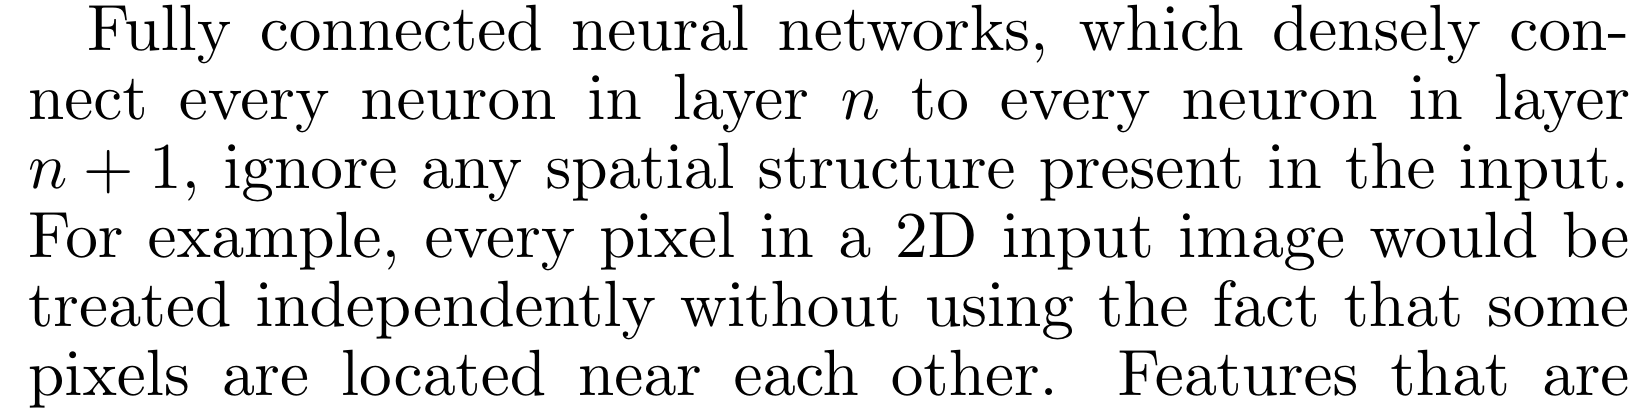 Fully connected neural networks, which densely con-
nect every neuron in layer n to every neuron in layer
n + 1, ignore any spatial structure present in the input.
For example, every pixel in a 2D input image would be
treated independently without using the fact that some
pixels are located near each other. Features that are